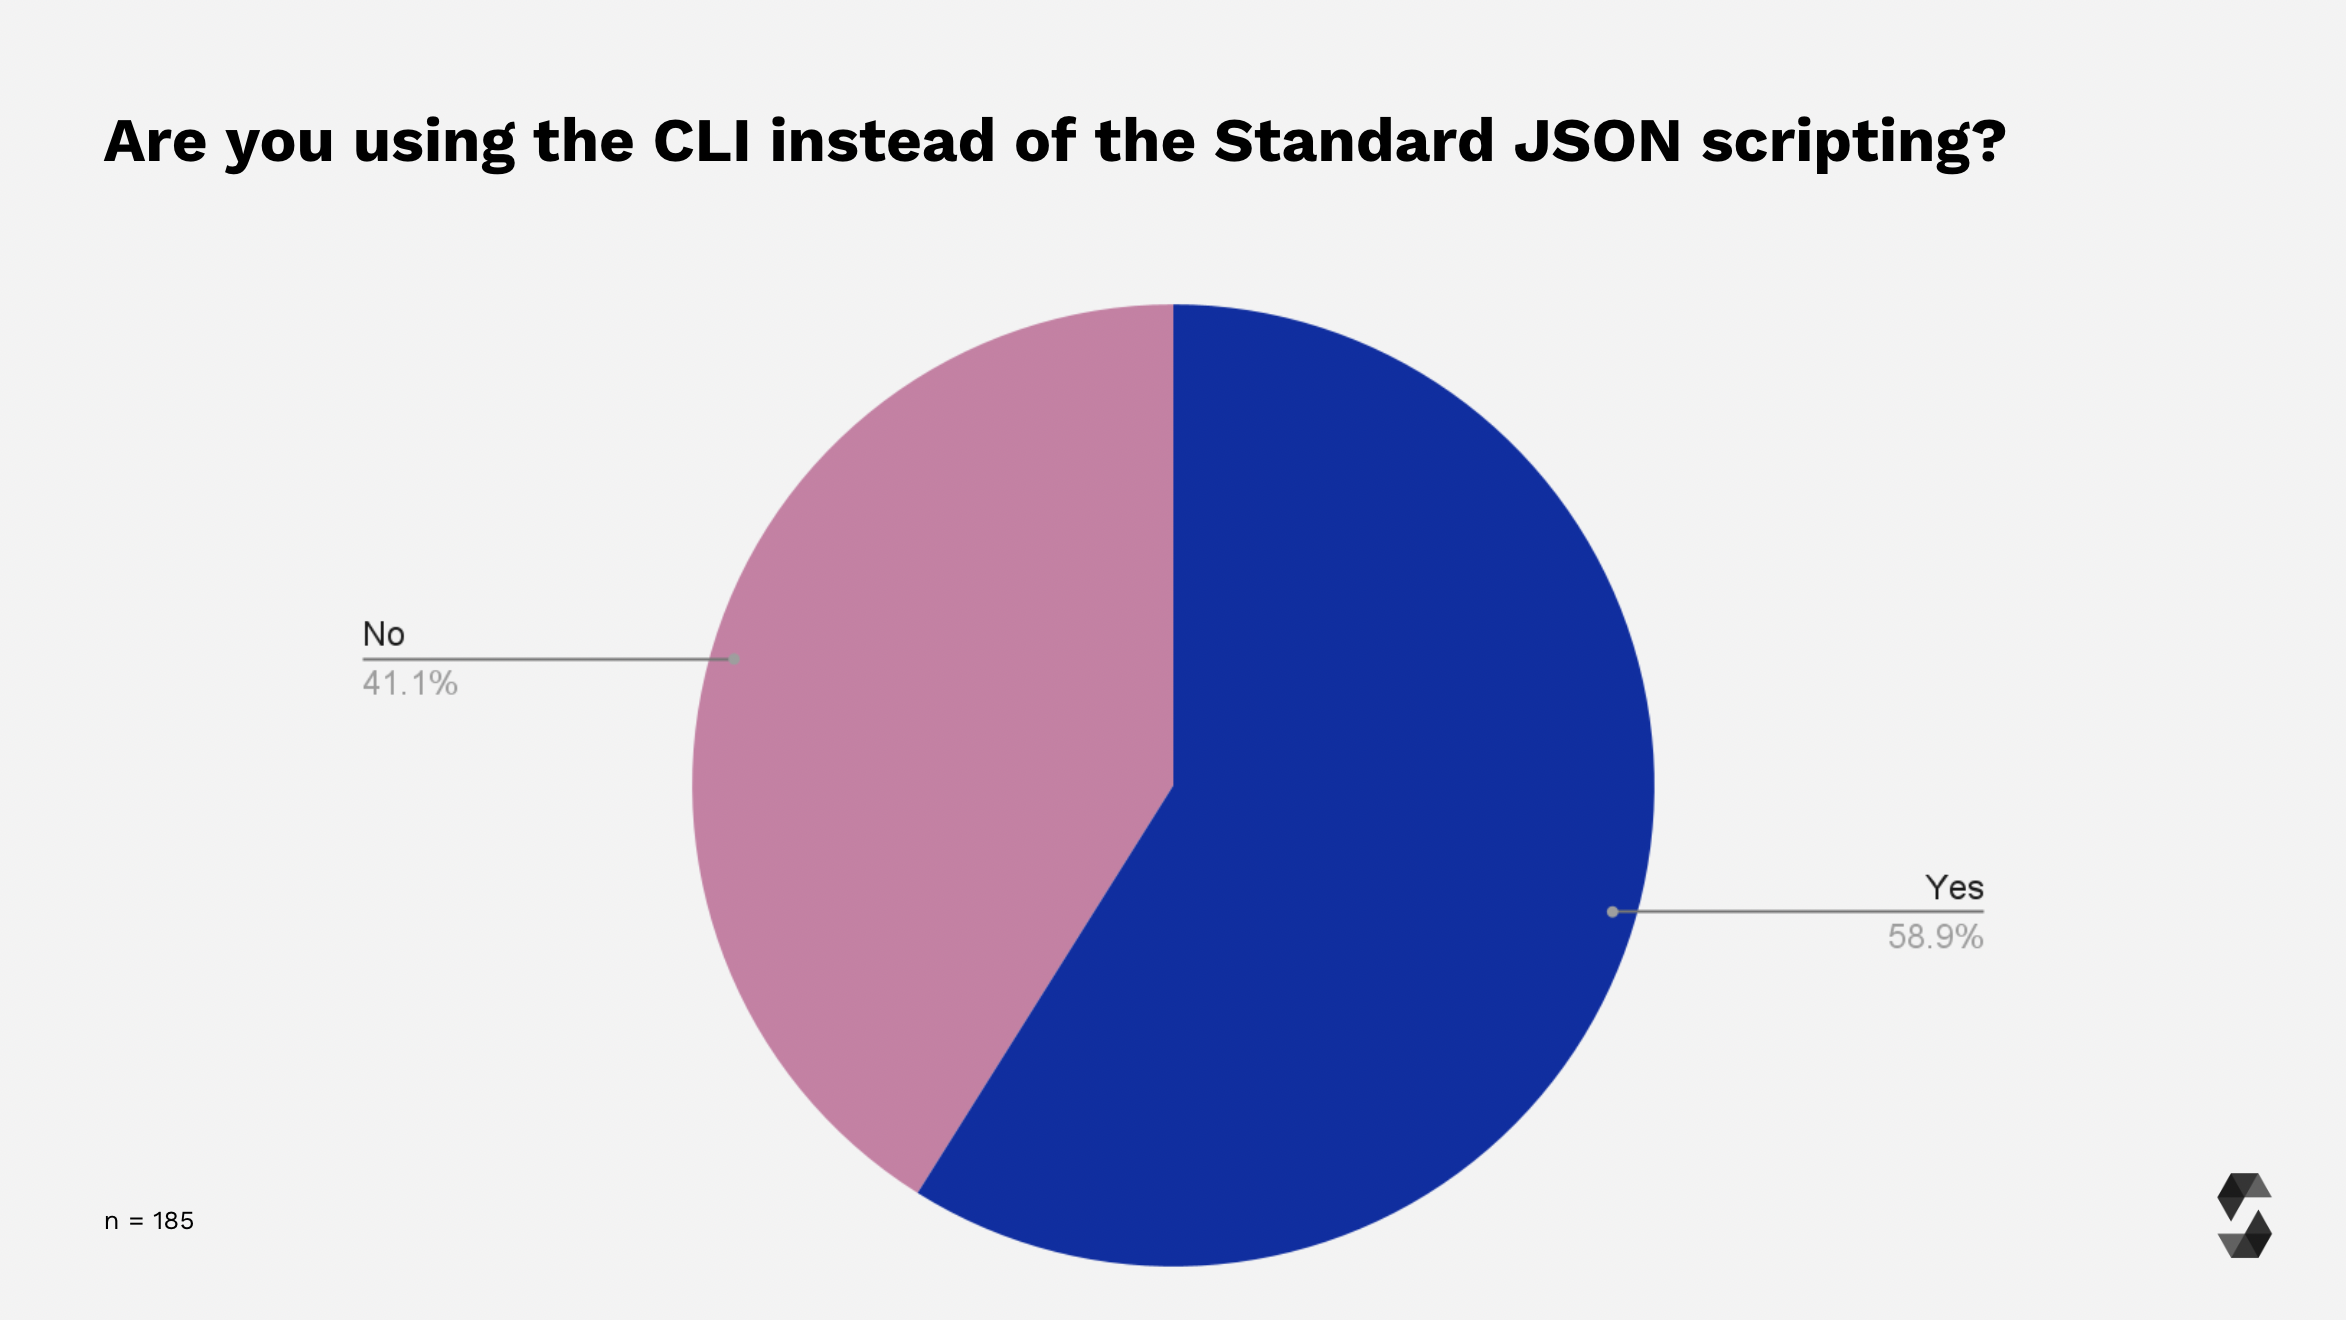 Are you using the CLI instead of the Standard JSON scripting?
No
41.1%
Yes
58.9%
n = 185